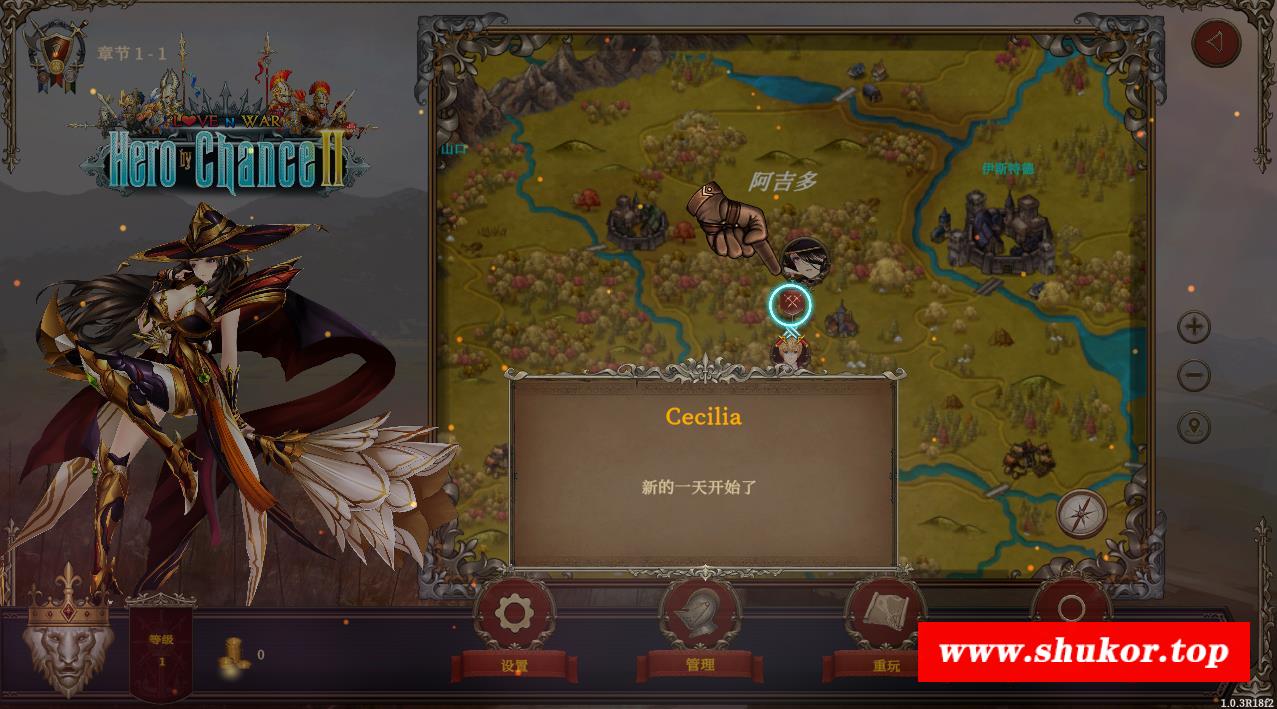 章节 1 - 1
LOVE N WAR
Hero by Chance II
山口
阿吉多
伊斯特德
Cecilia
新的一天开始了
等级
1
0
设置
管理
重玩
www.shukor.top
1.0.3R18f2